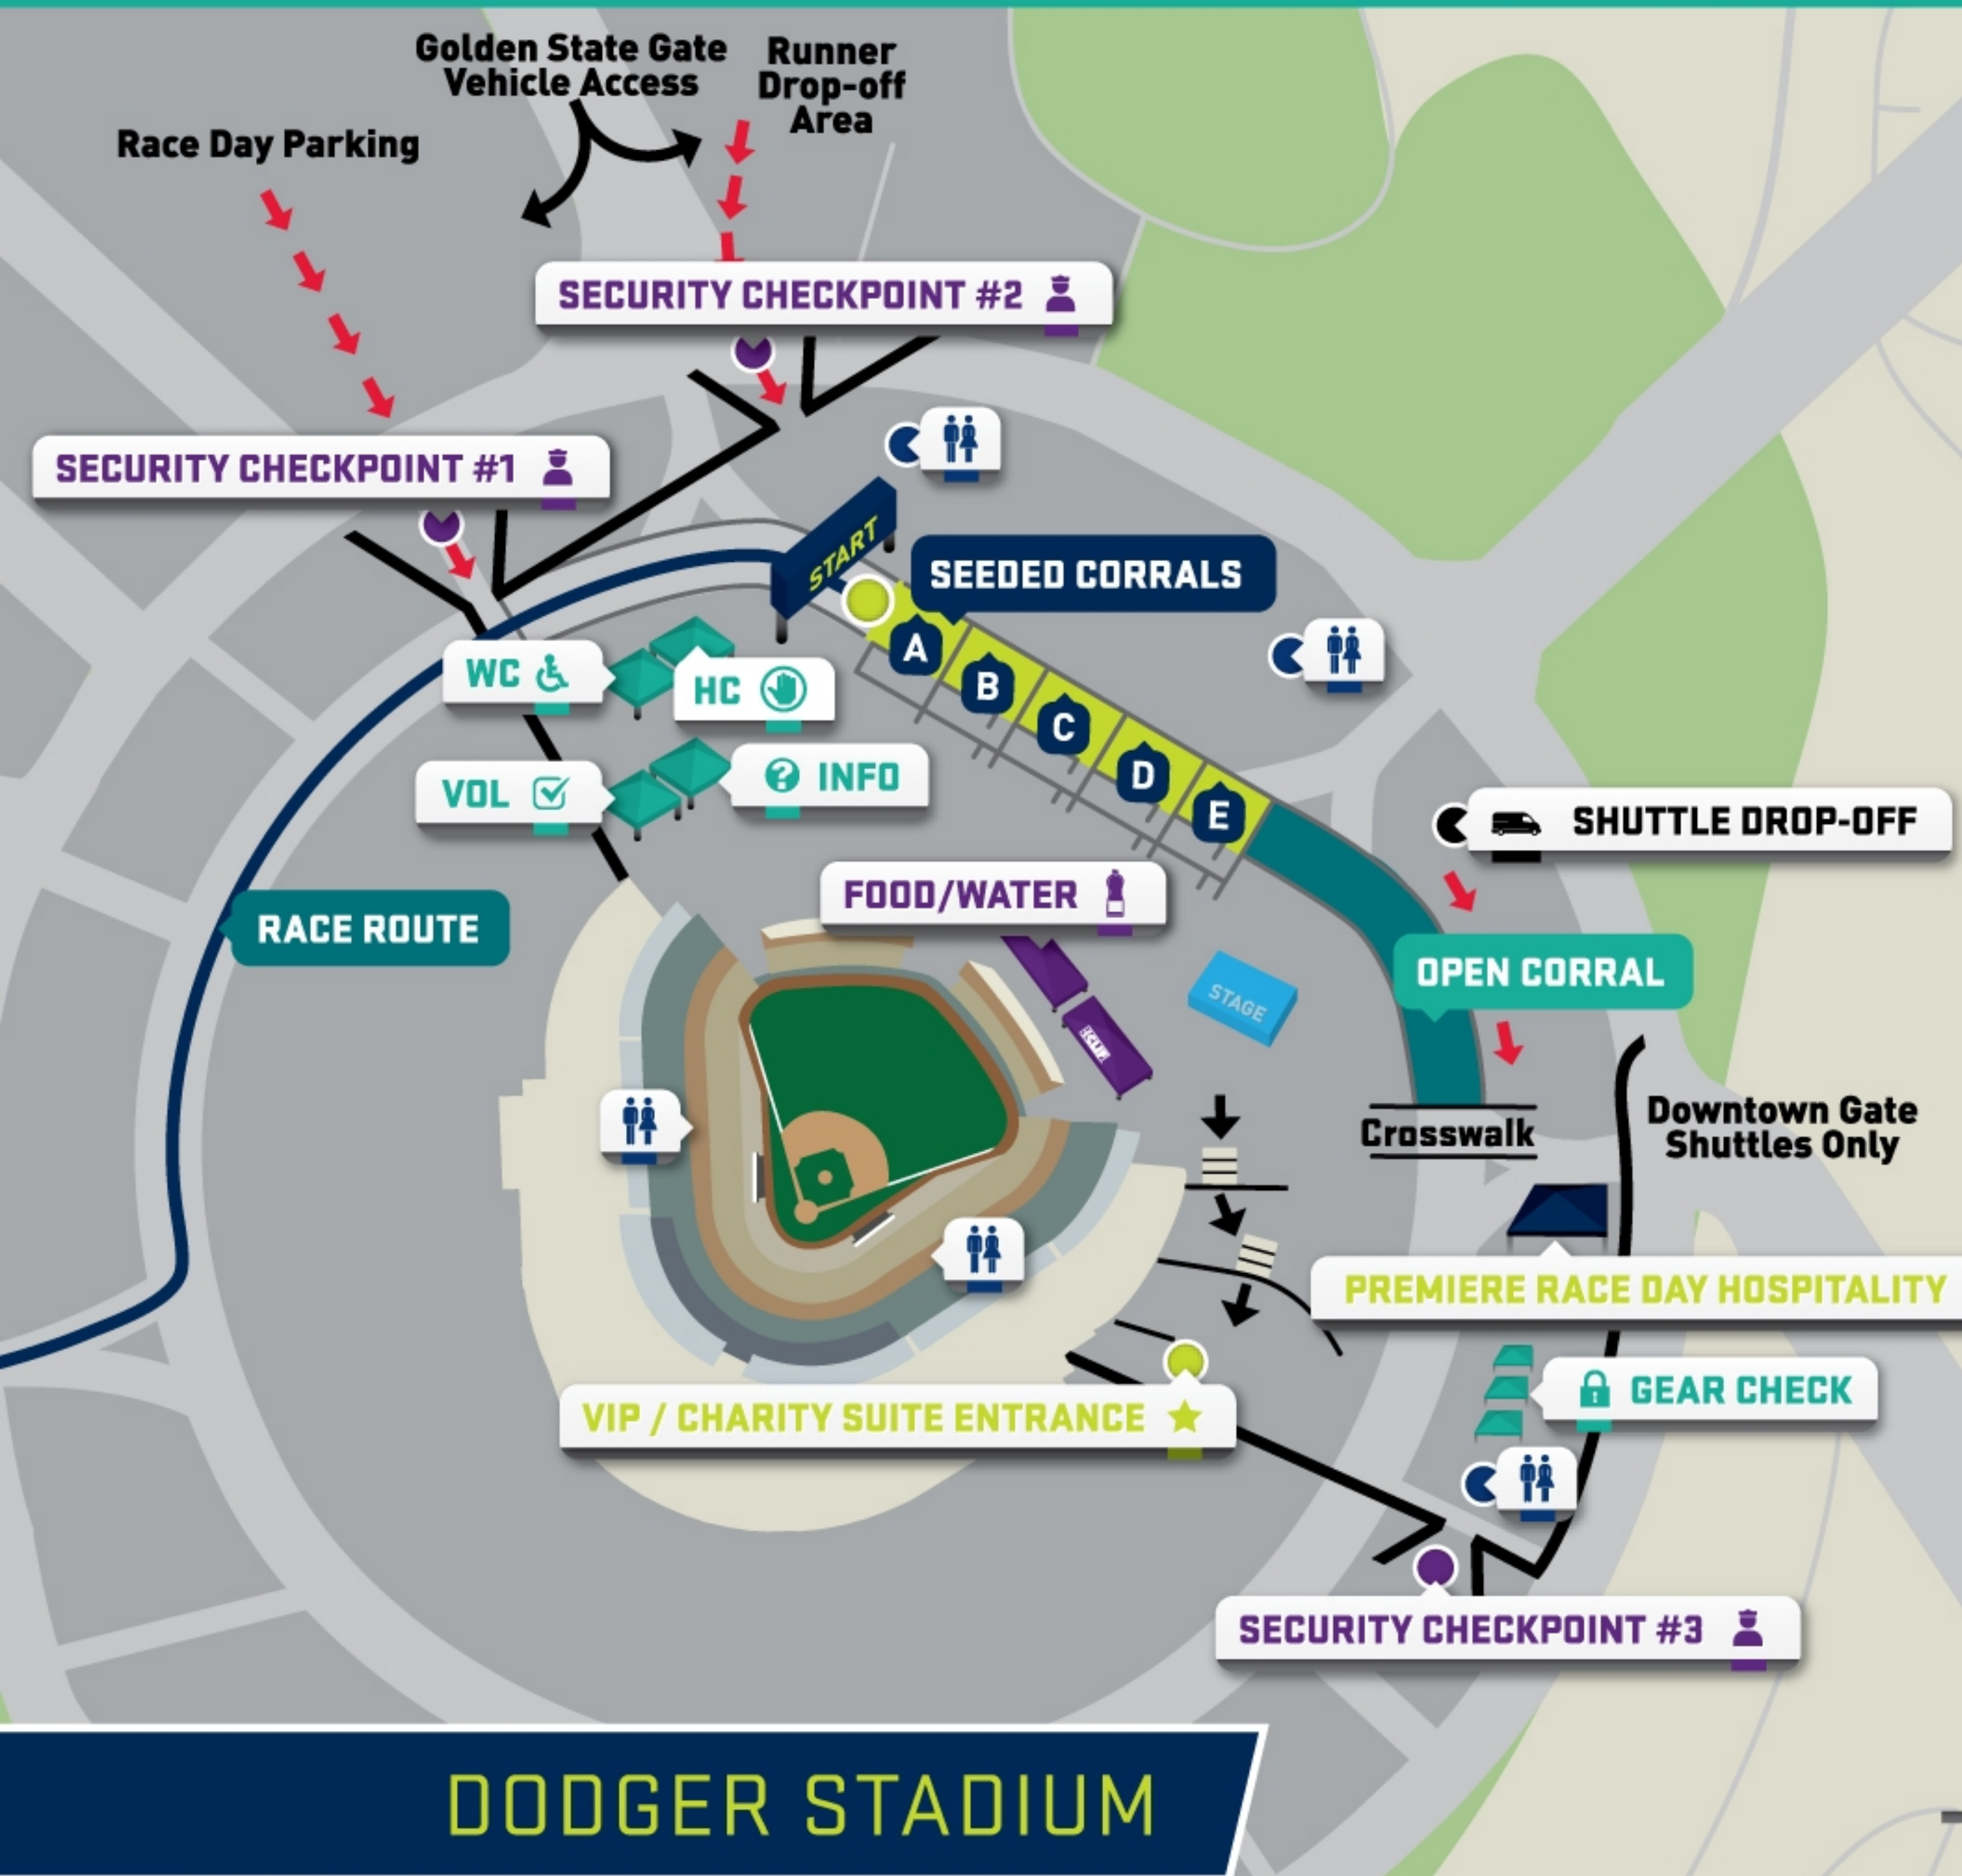 Golden State Gate
Vehicle Access
Runner
Drop-off
Area
Race Day Parking
SECURITY CHECKPOINT #2
SECURITY CHECKPOINT #1
START
SEEDED CORRALS
A
B
C
D
E
WC
HC
VOL
INFO
SHUTTLE DROP-OFF
FOOD/WATER
RACE ROUTE
OPEN CORRAL
STAGE
Crosswalk
Downtown Gate
Shuttles Only
PREMIERE RACE DAY HOSPITALITY
GEAR CHECK
VIP / CHARITY SUITE ENTRANCE
SECURITY CHECKPOINT #3
DODGER STADIUM